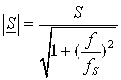 |S| = S / √(1 + (f / f_S)²)